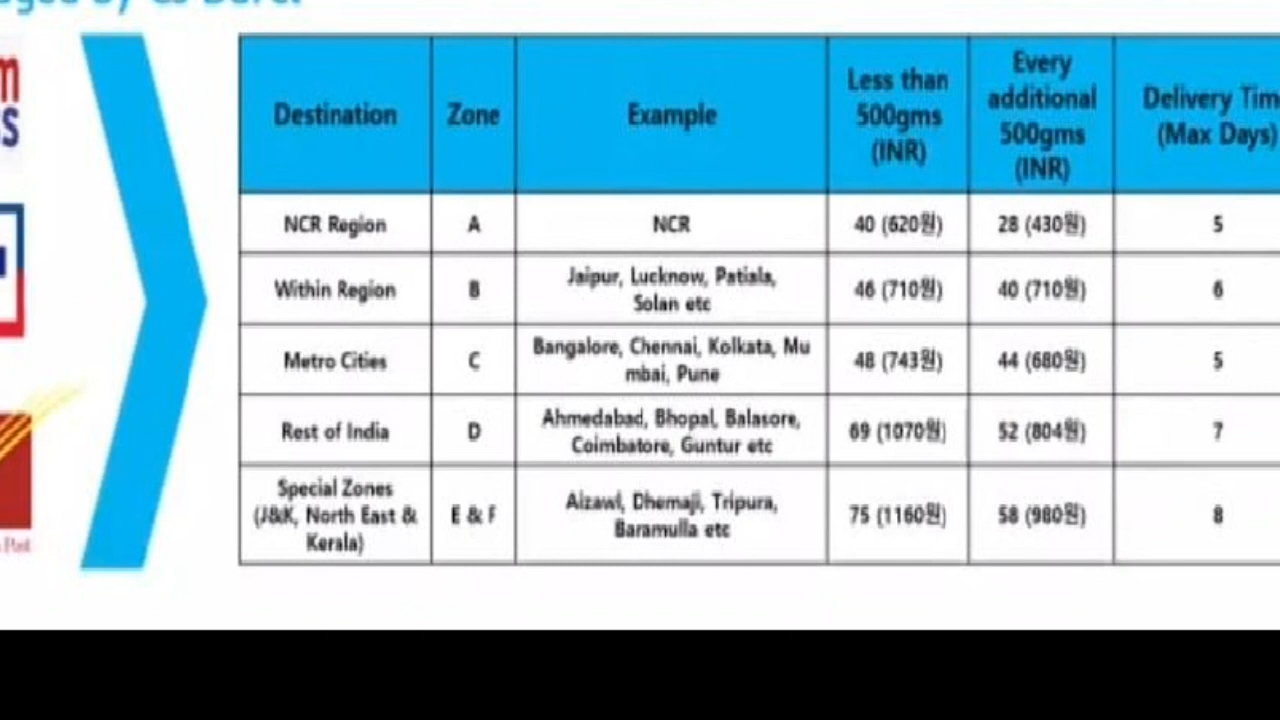 Destination
Zone
Example
Less than
500gms
(INR)
Every
additional
500gms
(INR)
Delivery Tim
(Max Days)
NCR Region
A
NCR
40 (620원)
28 (430원)
5
Within Region
B
Jaipur, Lucknow, Patiala,
Solan etc
46 (710원)
40 (710원)
6
Metro Cities
C
Bangalore, Chennai, Kolkata, Mu
mbai, Pune
48 (743원)
44 (680원)
5
Rest of India
D
Ahmedabad, Bhopal, Balasore,
Coimbatore, Guntur etc
69 (1070원)
52 (804원)
7
Special Zones
(J&K, North East &
Kerala)
E & F
Aizawl, Dhemaji, Tripura,
Baramulla etc
75 (1160원)
58 (980원)
8